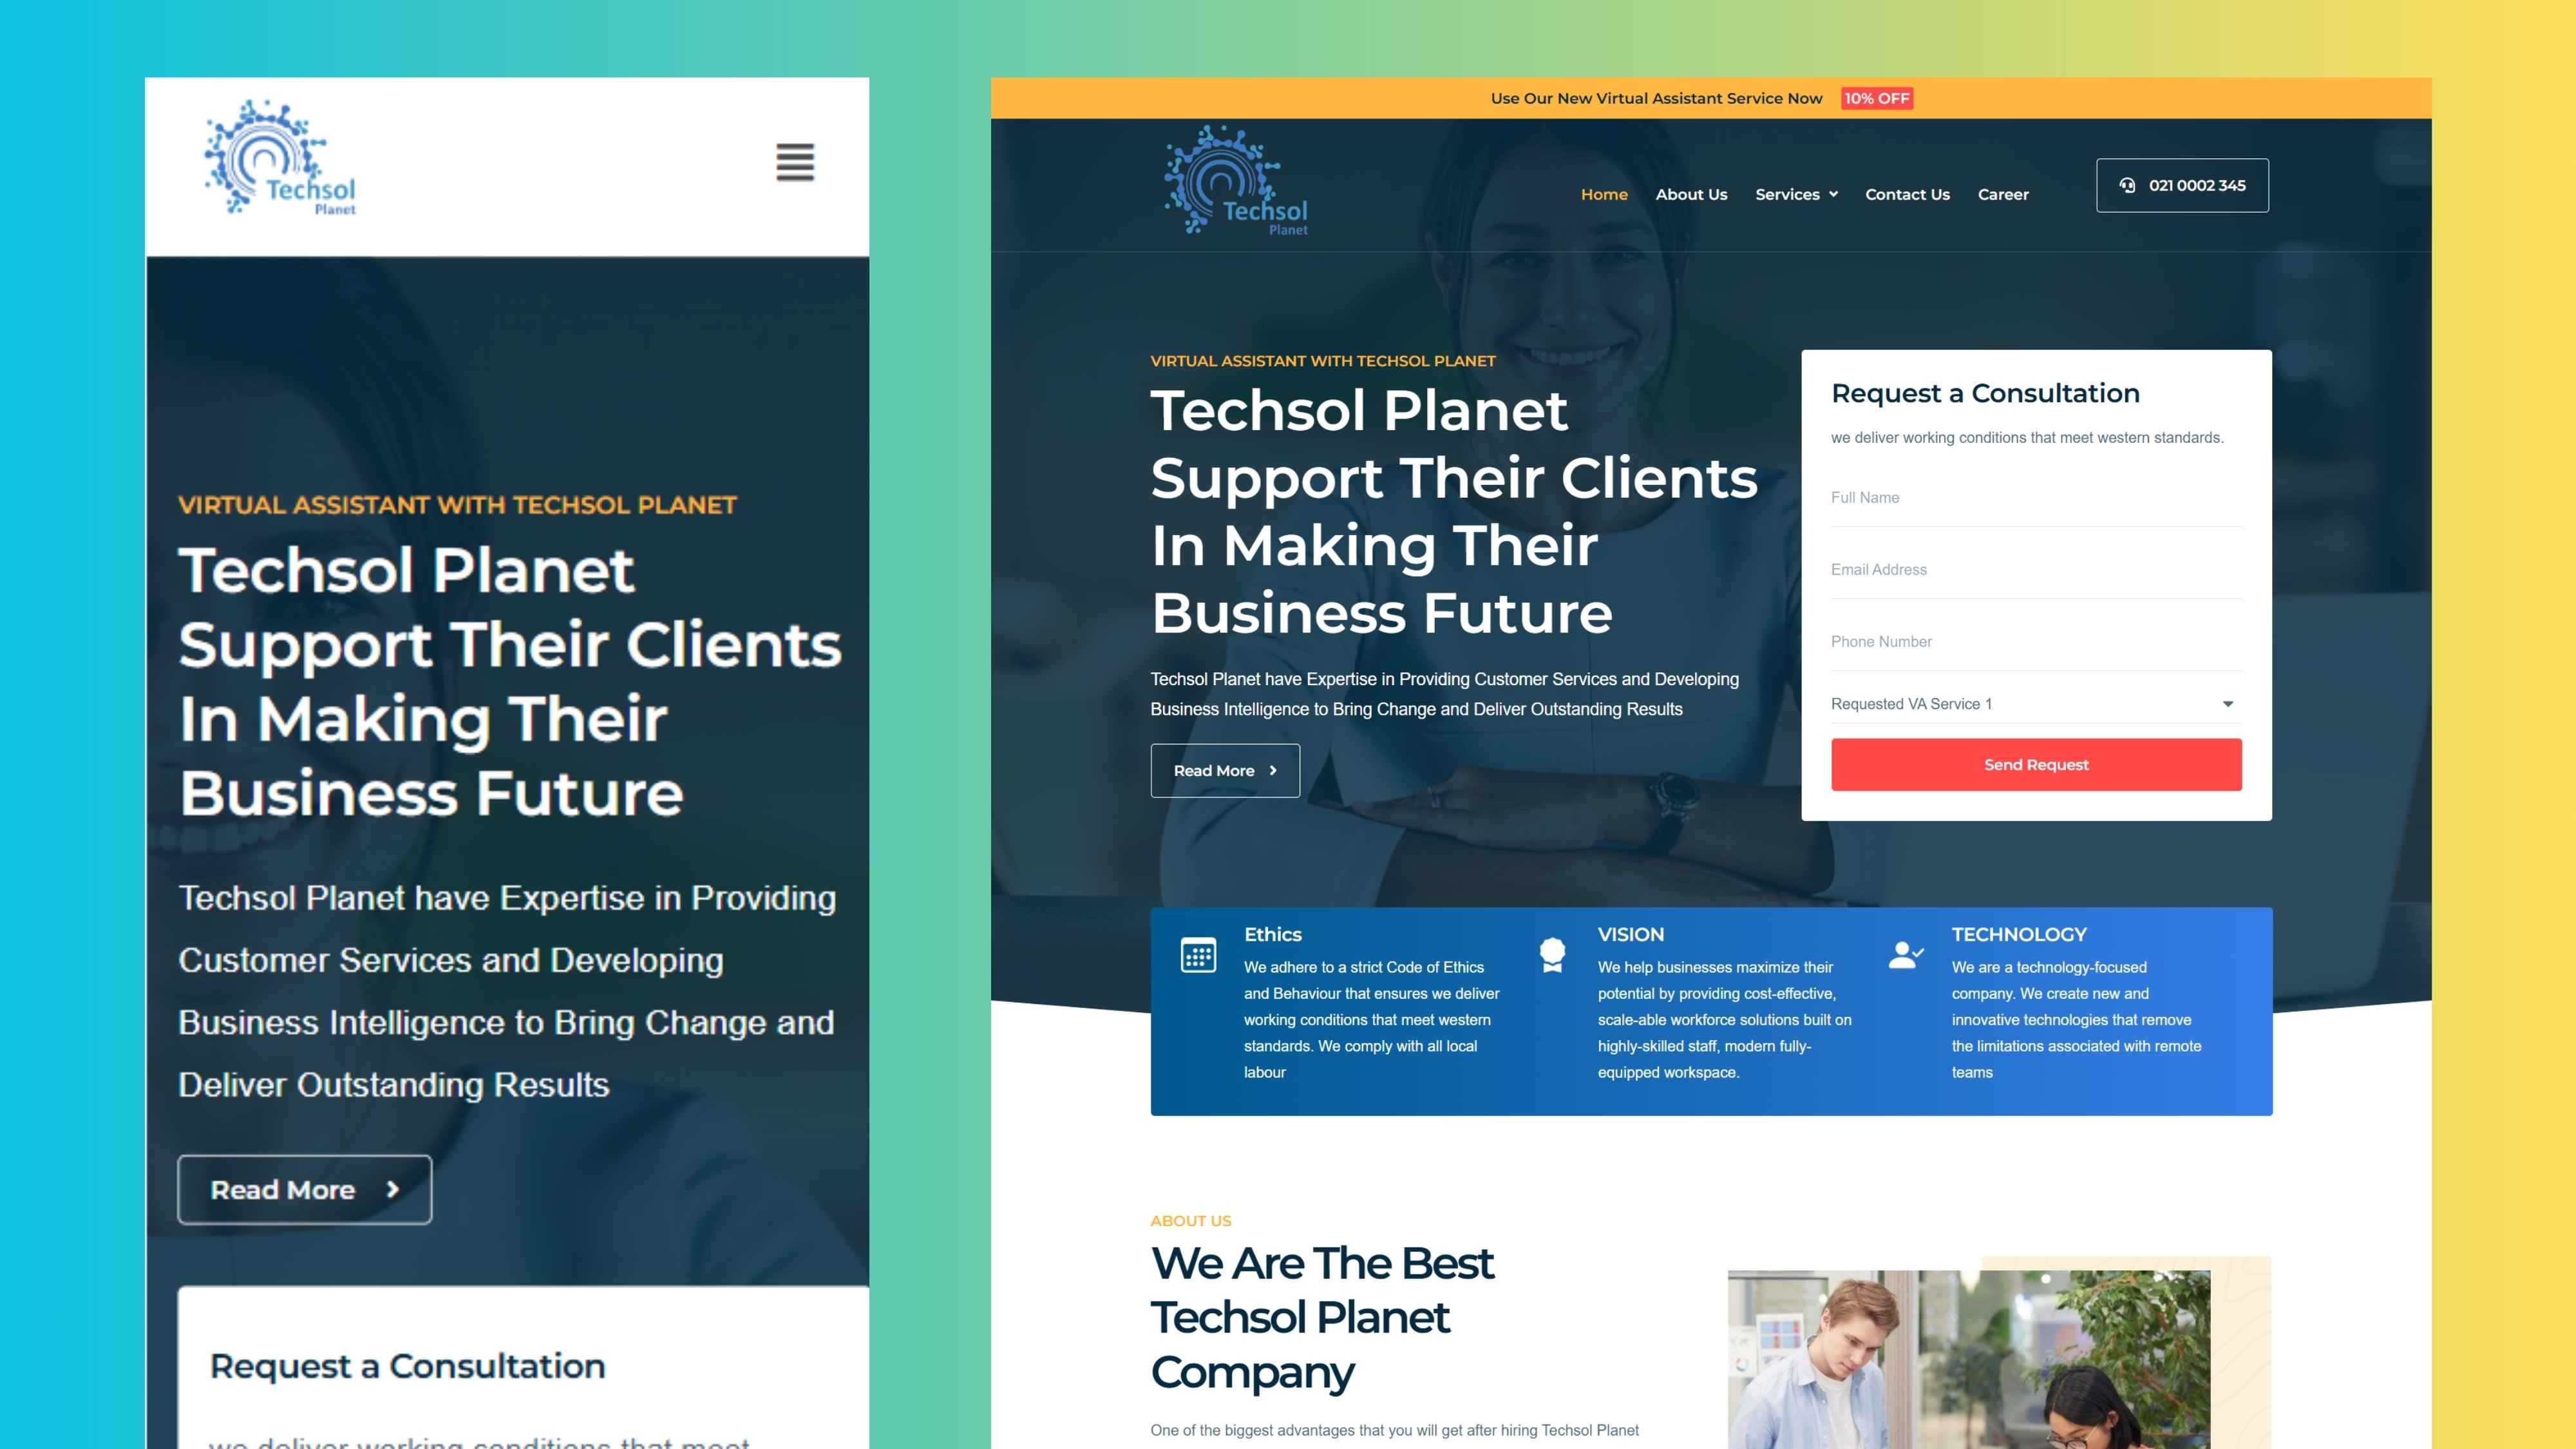 Techsol
Planet
VIRTUAL ASSISTANT WITH TECHSOL PLANET
Techsol Planet
Support Their Clients
In Making Their
Business Future
Techsol Planet have Expertise in Providing
Customer Services and Developing
Business Intelligence to Bring Change and
Deliver Outstanding Results
Read More
Request a Consultation
we deliver working conditions that meet
Use Our New Virtual Assistant Service Now 10% OFF
Techsol
Planet
Home About Us Services Contact Us Career
021 0002 345
VIRTUAL ASSISTANT WITH TECHSOL PLANET
Techsol Planet
Support Their Clients
In Making Their
Business Future
Techsol Planet have Expertise in Providing Customer Services and Developing
Business Intelligence to Bring Change and Deliver Outstanding Results
Read More
Request a Consultation
we deliver working conditions that meet western standards.
Full Name
Email Address
Phone Number
Requested VA Service 1
Send Request
Ethics
We adhere to a strict Code of Ethics
and Behaviour that ensures we deliver
working conditions that meet western
standards. We comply with all local
labour
VISION
We help businesses maximize their
potential by providing cost-effective,
scale-able workforce solutions built on
highly-skilled staff, modern fully-
equipped workspace.
TECHNOLOGY
We are a technology-focused
company. We create new and
innovative technologies that remove
the limitations associated with remote
teams
ABOUT US
We Are The Best
Techsol Planet
Company
One of the biggest advantages that you will get after hiring Techsol Planet